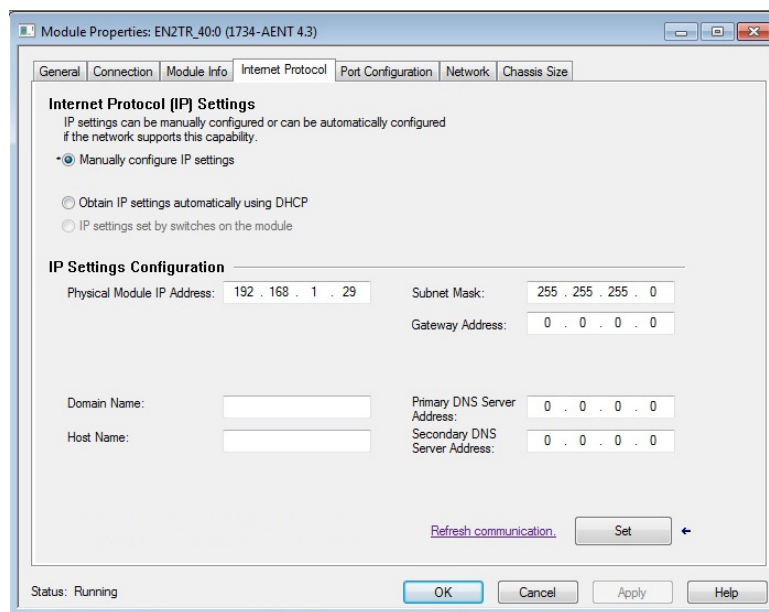 Module Properties: EN2TR_40:0 (1734-AENT 4.3)
General Connection Module Info Internet Protocol Port Configuration Network Chassis Size
Internet Protocol (IP) Settings
IP settings can be manually configured or can be automatically configured
if the network supports this capability.
Manually configure IP settings
Obtain IP settings automatically using DHCP
IP settings set by switches on the module
IP Settings Configuration
Physical Module IP Address: 192 . 168 . 1 . 29 Subnet Mask: 255 . 255 . 255 . 0
Gateway Address: 0 . 0 . 0 . 0
Domain Name: Primary DNS Server
Address: 0 . 0 . 0 . 0
Host Name: Secondary DNS
Server Address: 0 . 0 . 0 . 0
Refresh communication. Set
Status: Running OK Cancel Apply Help